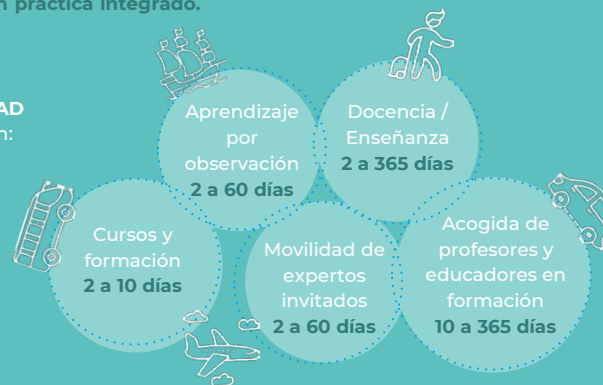 práctica integrado.
AD
Aprendizaje
por
observación
2 a 60 días
Docencia /
Enseñanza
2 a 365 días
Cursos y
formación
2 a 10 días
Movilidad de
expertos
invitados
2 a 60 días
Acogida de
profesores y
educadores en
formación
10 a 365 días